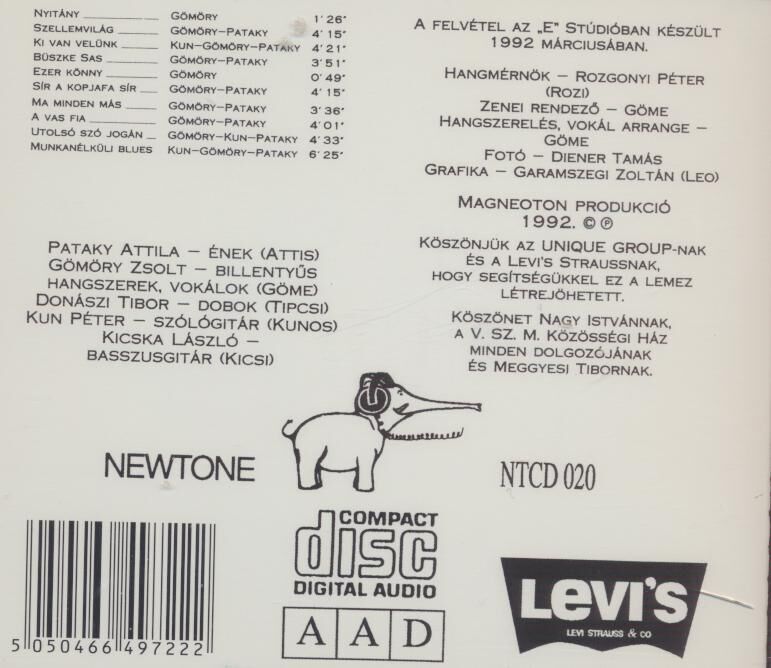 NYITÁNY GÖMÖRY 1'26"
SZELLEMVILÁG GÖMÖRY–PATAKY 4'15"
KI VAN VELÜNK KUN–GÖMÖRY–PATAKY 4'21"
BÜSZKE SAS GÖMÖRY–PATAKY 3'51"
EZER KÖNNY GÖMÖRY 0'49"
SÍR A KOPJAFA SÍR GÖMÖRY–PATAKY 4'15"
MA MINDEN MÁS GÖMÖRY–PATAKY 3'36"
A VAS FIA GÖMÖRY–PATAKY 4'01"
UTOLSÓ SZÓ JOGÁN GÖMÖRY–KUN–PATAKY 4'33"
MUNKANÉLKÜLI BLUES KUN–GÖMÖRY–PATAKY 6'25"
A FELVÉTEL AZ „E" STÚDIÓBAN KÉSZÜLT
1992 MÁRCIUSÁBAN.
HANGMÉRNÖK – ROZGONYI PÉTER
(ROZI)
ZENEI RENDEZŐ – GÖME
HANGSZERELÉS, VOKÁL ARRANGE –
GÖME
FOTÓ – DIENER TAMÁS
GRAFIKA – GARAMSZEGI ZOLTÁN (LEO)
MAGNEOTON PRODUKCIÓ
1992. © ℗
KÖSZÖNJÜK AZ UNIQUE GROUP-NAK
ÉS A LEVI'S STRAUSSNAK,
HOGY SEGÍTSÉGÜKKEL EZ A LEMEZ
LÉTREJÖHETETT.
KÖSZÖNET NAGY ISTVÁNNAK,
A V. SZ. M. KÖZÖSSÉGI HÁZ
MINDEN DOLGOZÓJÁNAK
ÉS MEGGYESI TIBORNAK.
PATAKY ATTILA – ÉNEK (ATTIS)
GÖMÖRY ZSOLT – BILLENTYŰS
HANGSZEREK, VOKÁLOK (GÖME)
DONÁSZI TIBOR – DOBOK (TIPCSI)
KUN PÉTER – SZÓLÓGITÁR (KUNOS)
KICSKA LÁSZLÓ –
BASSZUSGITÁR (KICSI)
NEWTONE
NTCD 020
COMPACT
disc
DIGITAL AUDIO
AAD
5 050466 497222
LEVI'S
LEVI STRAUSS & CO